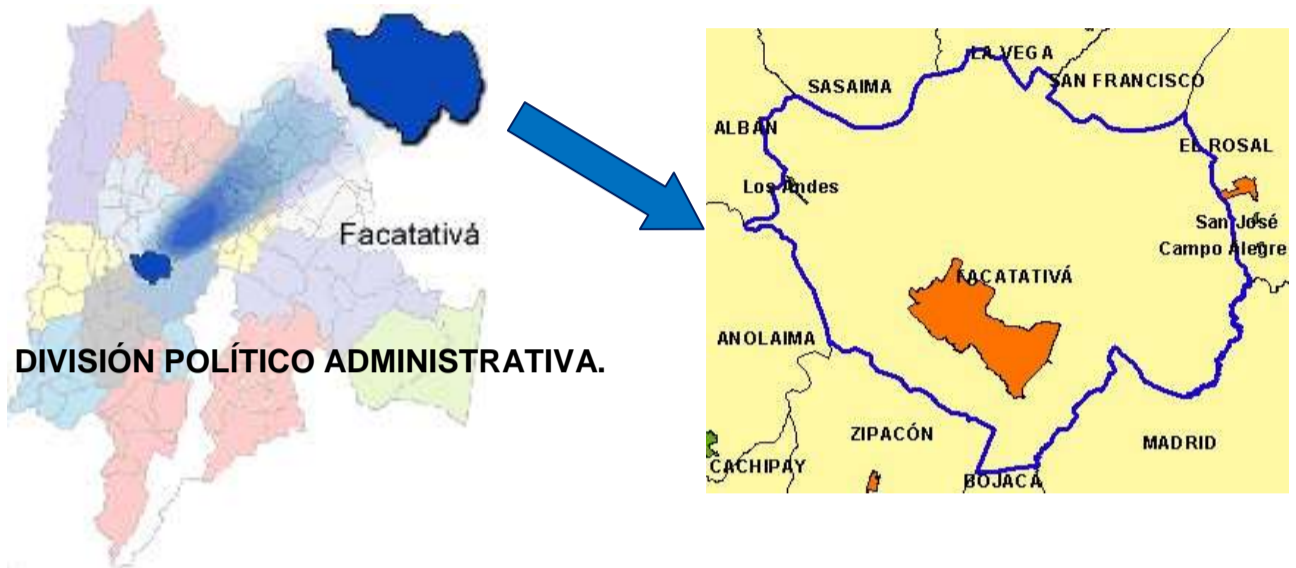 Facatativá
DIVISIÓN POLÍTICO ADMINISTRATIVA.
LA VEGA
SAN FRANCISCO
SASAIMA
ALBÁN
EL ROSAL
Los Andes
San José
Campo Alegre
FACATATIVÁ
ANOLAIMA
ZIPACÓN
MADRID
CACHIPAY
BOJACÁ